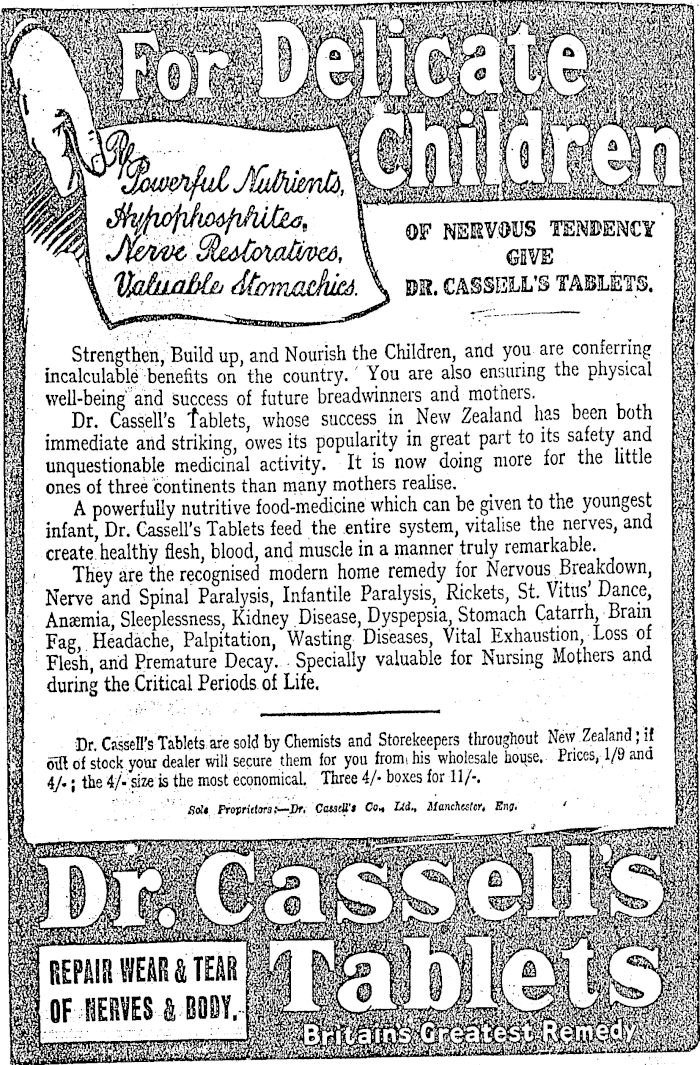 For Delicate
Children
Powerful Nutrients,
Hypophosphites,
Nerve Restoratives,
Valuable Stomachics.
OF NERVOUS TENDENCY
GIVE
DR. CASSELL'S TABLETS.
Strengthen, Build up, and Nourish the Children, and you are conferring
incalculable benefits on the country. You are also ensuring the physical
well-being and success of future breadwinners and mothers.
Dr. Cassell's Tablets, whose success in New Zealand has been both
immediate and striking, owes its popularity in great part to its safety and
unquestionable medicinal activity. It is now doing more for the little
ones of three continents than many mothers realise.
A powerfully nutritive food-medicine which can be given to the youngest
infant, Dr. Cassell's Tablets feed the entire system, vitalise the nerves, and
create healthy flesh, blood, and muscle in a manner truly remarkable.
They are the recognised modern home remedy for Nervous Breakdown,
Nerve and Spinal Paralysis, Infantile Paralysis, Rickets, St. Vitus' Dance,
Anæmia, Sleeplessness, Kidney Disease, Dyspepsia, Stomach Catarrh, Brain
Fag, Headache, Palpitation, Wasting Diseases, Vital Exhaustion, Loss of
Flesh, and Premature Decay. Specially valuable for Nursing Mothers and
during the Critical Periods of Life.
Dr. Cassell's Tablets are sold by Chemists and Storekeepers throughout New Zealand; if
out of stock your dealer will secure them for you from his wholesale house. Prices, 1/9 and
4/-; the 4/- size is the most economical. Three 4/- boxes for 11/-.
Sole Proprietors:—Dr. Cassell's Co., Ltd., Manchester, Eng.
Dr. Cassell's
Tablets
REPAIR WEAR & TEAR
OF NERVES & BODY.
Britain's Greatest Remedy